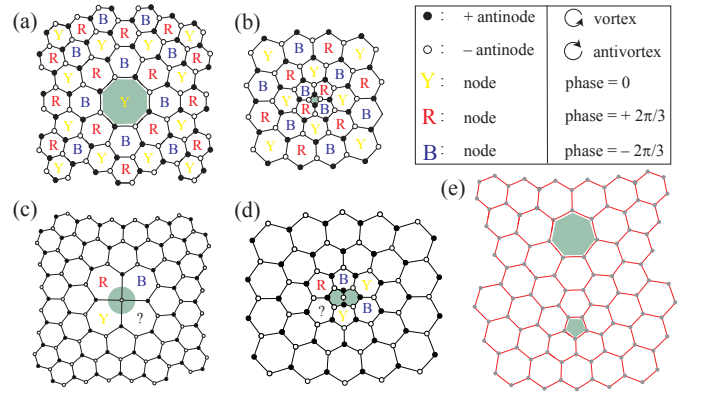 (a)
B B
Y R R R Y
R B Y Y B R
Y R B R Y
R B Y B R
Y R B R Y
R B Y Y B R
Y R R R Y
(b)
B
R Y
Y R
B R
R B
Y
● : + antinode vortex
○ : − antinode antivortex
Y : node phase = 0
R : node phase = + 2π/3
B : node phase = − 2π/3
(c)
R B
Y ?
(d)
R B Y
? Y B
(e)